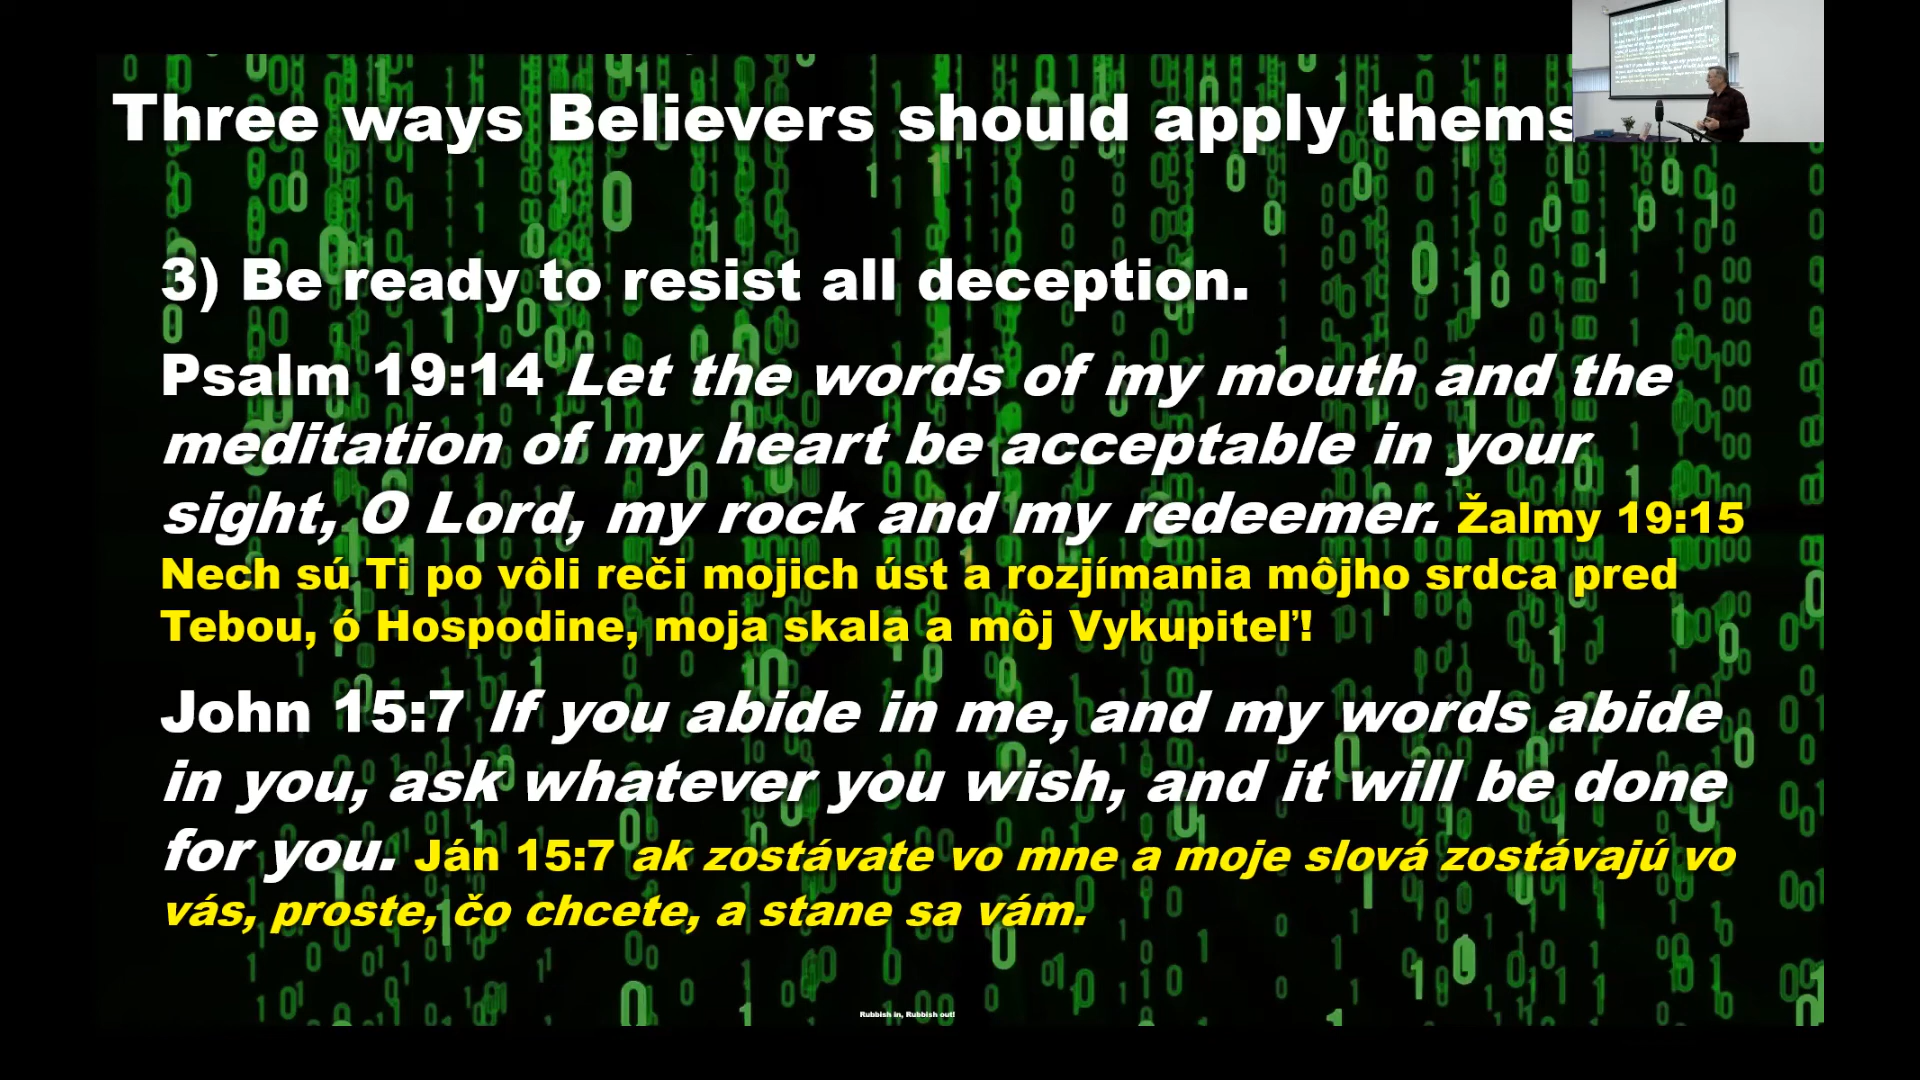 Three ways Believers should apply thems
3) Be ready to resist all deception.
Psalm 19:14 Let the words of my mouth and the
meditation of my heart be acceptable in your
sight, O Lord, my rock and my redeemer. Žalmy 19:15
Nech sú Ti po vôli reči mojich úst a rozjímania môjho srdca pred
Tebou, ó Hospodine, moja skala a môj Vykupiteľ!
John 15:7 If you abide in me, and my words abide
in you, ask whatever you wish, and it will be done
for you. Ján 15:7 ak zostávate vo mne a moje slová zostávajú vo
vás, proste, čo chcete, a stane sa vám.
Rubbish in, Rubbish out!